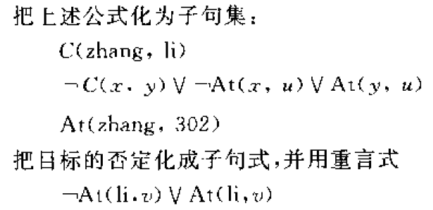 把上述公式化为子句集：
C(zhang, li)
¬C(x, y)∨¬At(x, u)∨At(y, u)
At(zhang, 302)
把目标的否定化成子句式,并用重言式
¬At(li,v)∨At(li,v)